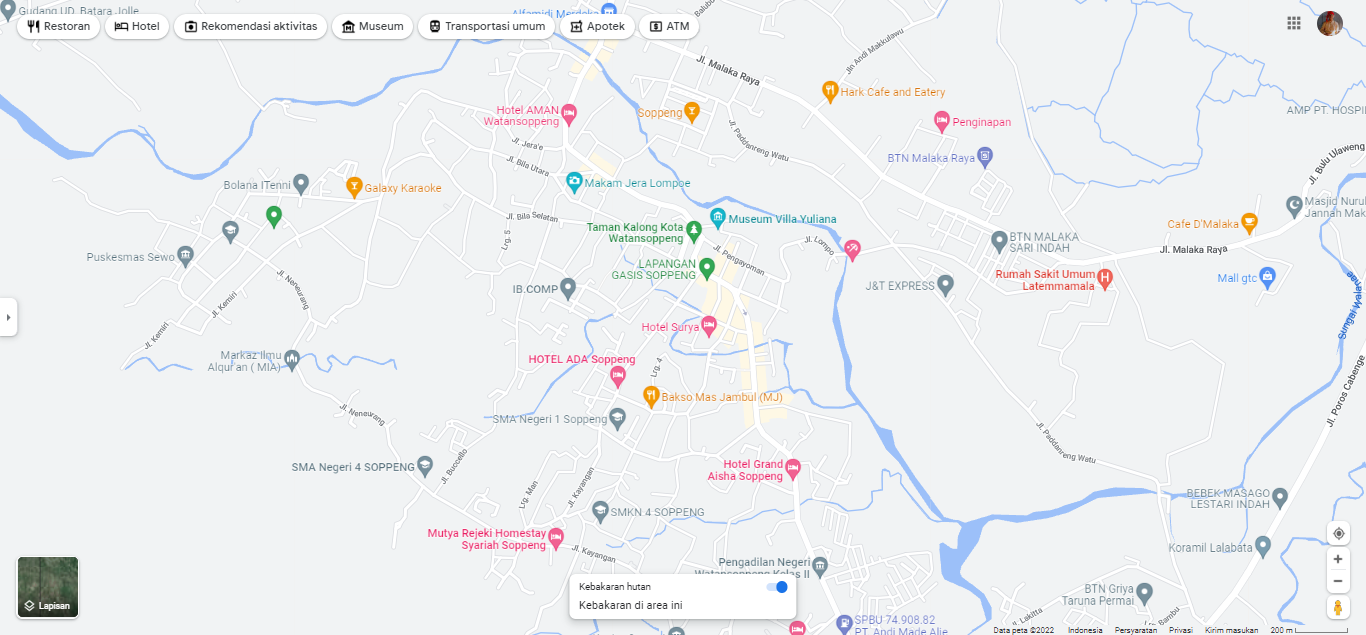 Gudang UD. Batara Jolle
Alfamidi Merdeka
Restoran
Hotel
Rekomendasi aktivitas
Museum
Transportasi umum
Apotek
ATM
Jl. Malaka Raya
Jln Andi Makkulawu
Hark Cafe and Eatery
Hotel AMAN
Watansoppeng
Soppeng
Penginapan
AMP PT. HOSPI
Jl. Paddanreng Watu
Jl. Jera'e
Jl. Bila Utara
BTN Malaka Raya
Jl. Bulu Ulaweng
Bolana ITenni
Galaxy Karaoke
Makam Jera Lompoe
Masjid Nurul
Jannah Mak
Jl. Bila Selatan
Museum Villa Yuliana
Taman Kalong Kota
Watansoppeng
Lrg. 5
Jl. Lompo
Cafe D'Malaka
BTN MALAKA
SARI INDAH
Jl. Malaka Raya
Puskesmas Sewo
Jl. Pengayoman
LAPANGAN
GASIS SOPPENG
Rumah Sakit Umum
Latemmamala
Mall gtc
J&T EXPRESS
IB.COMP
Jl. Neneurang
Jl. Kemiri
Jl. Kemiri
Sungai Walanae
Hotel Surya
Markaz Ilmu
Alqur'an ( MIA)
HOTEL ADA Soppeng
Lrg. 4
Bakso Mas Jambul (MJ)
Jl. Poros Cabenge
Jl. Neneurang
SMA Negeri 1 Soppeng
Jl. Paddanreng Watu
SMA Negeri 4 SOPPENG
Jl. Buccello
Hotel Grand
Aisha Soppeng
Jl. Kayangan
Lrg. Man
BEBEK MASAGO
LESTARI INDAH
SMKN 4 SOPPENG
Mutya Rejeki Homestay
Syariah Soppeng
Jl. Kayangan
Koramil Lalabata
Pengadilan Negeri
Watansoppeng Kelas II
Kebakaran hutan
Kebakaran di area ini
BTN Griya
Taruna Permai
Lapisan
Jl. Lakitta
SPBU 74.908.82
PT. Andi Made Alie
Data peta ©2022
Indonesia
Persyaratan
Privasi
Kirim masukan
200 m